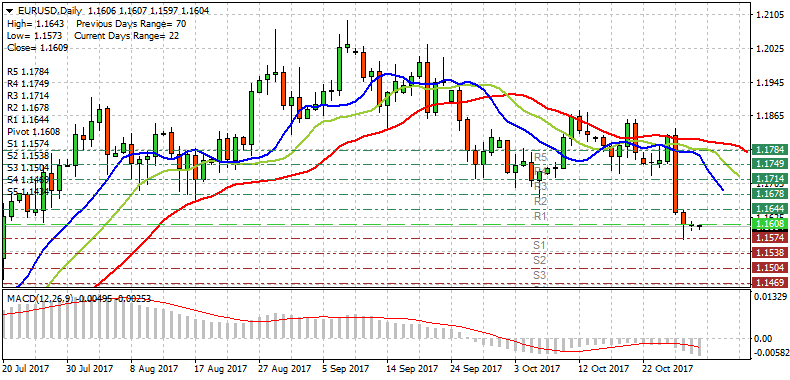 EURUSD,Daily 1.1606 1.1607 1.1597 1.1604
High= 1.1643 Previous Days Range= 70
Low= 1.1573 Current Days Range= 22
Close= 1.1609
R5 1.1784
R4 1.1749
R3 1.1714
R2 1.1678
R1 1.1644
Pivot 1.1608
S1 1.1574
S2 1.1538
S3 1.1504
S4
S5
R5
R3
R2
R1
S1
S2
S3
1.2105
1.2025
1.1945
1.1865
1.1784
1.1749
1.1714
1.1678
1.1644
1.1608
1.1574
1.1538
1.1504
1.1469
MACD(12,26,9) -0.00495 -0.00253
0.01329
0.00
-0.00582
20 Jul 2017
30 Jul 2017
8 Aug 2017
17 Aug 2017
27 Aug 2017
5 Sep 2017
14 Sep 2017
24 Sep 2017
3 Oct 2017
12 Oct 2017
22 Oct 2017